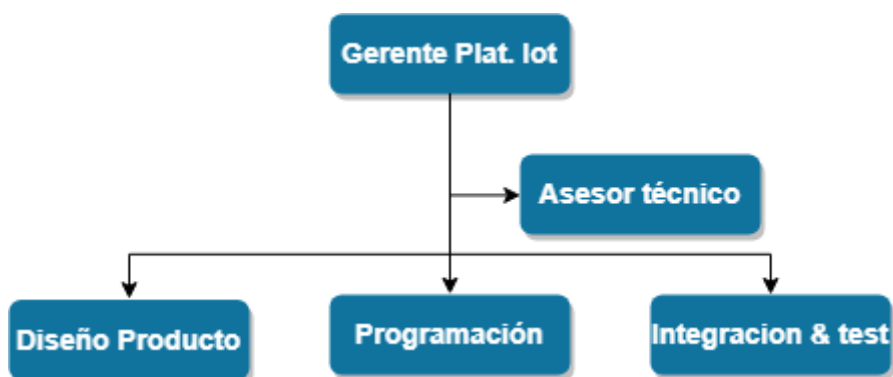 Gerente Plat. Iot
Asesor técnico
Diseño Producto
Programación
Integracion & test